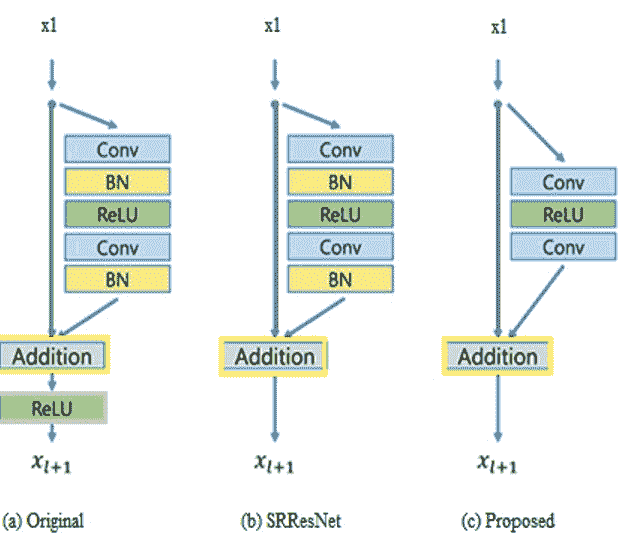 x1
x1
x1
Conv
BN
ReLU
Conv
BN
Addition
ReLU
Conv
BN
ReLU
Conv
BN
Addition
Conv
ReLU
Conv
Addition
x_{l+1}
x_{l+1}
x_{l+1}
(a) Original
(b) SRResNet
(c) Proposed